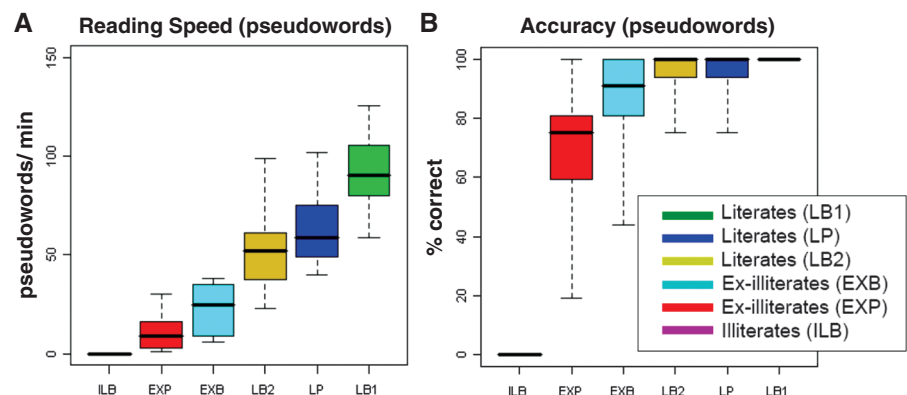 A Reading Speed (pseudowords)
150
100
50
0
pseudowords/ min
ILB EXP EXB LB2 LP LB1
B Accuracy (pseudowords)
100
80
60
40
20
0
% correct
ILB EXP EXB LB2 LP LB1
Literates (LB1)
Literates (LP)
Literates (LB2)
Ex-illiterates (EXB)
Ex-illiterates (EXP)
Illiterates (ILB)